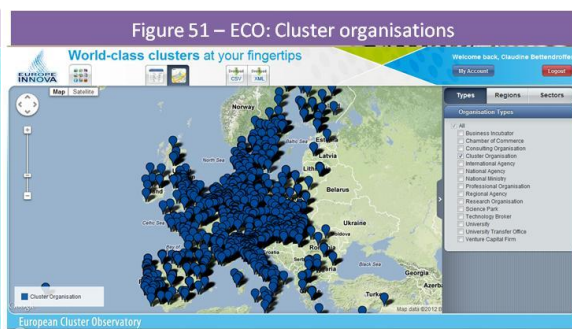 Figure 51 – ECO: Cluster organisations
EUROPE
INNOVA
World-class clusters at your fingertips
CSV
XML
Welcome back, Claudine Bettendroffer
My Account
Logout
Map
Satellite
Norway
Baltic Sea
Latvia
North Sea
Belarus
Celtic Sea
Ukraine
Black Sea
Georgia
Map data ©2012
Cluster Organisation
Types
Regions
Sectors
Organisation Types
All
Business Incubator
Chamber of Commerce
Consulting Organisation
Cluster Organisation
International Agency
National Agency
National Ministry
Professional Organisation
Regional Agency
Research Organisation
Science Park
Technology Broker
University
University Transfer Office
Venture Capital Firm
European Cluster Observatory